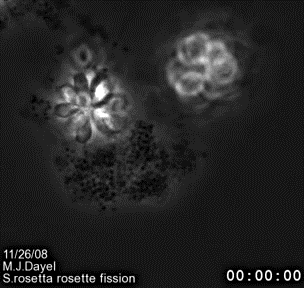 11/26/08
M.J.Dayel
S.rosetta rosette fission
00:00:00